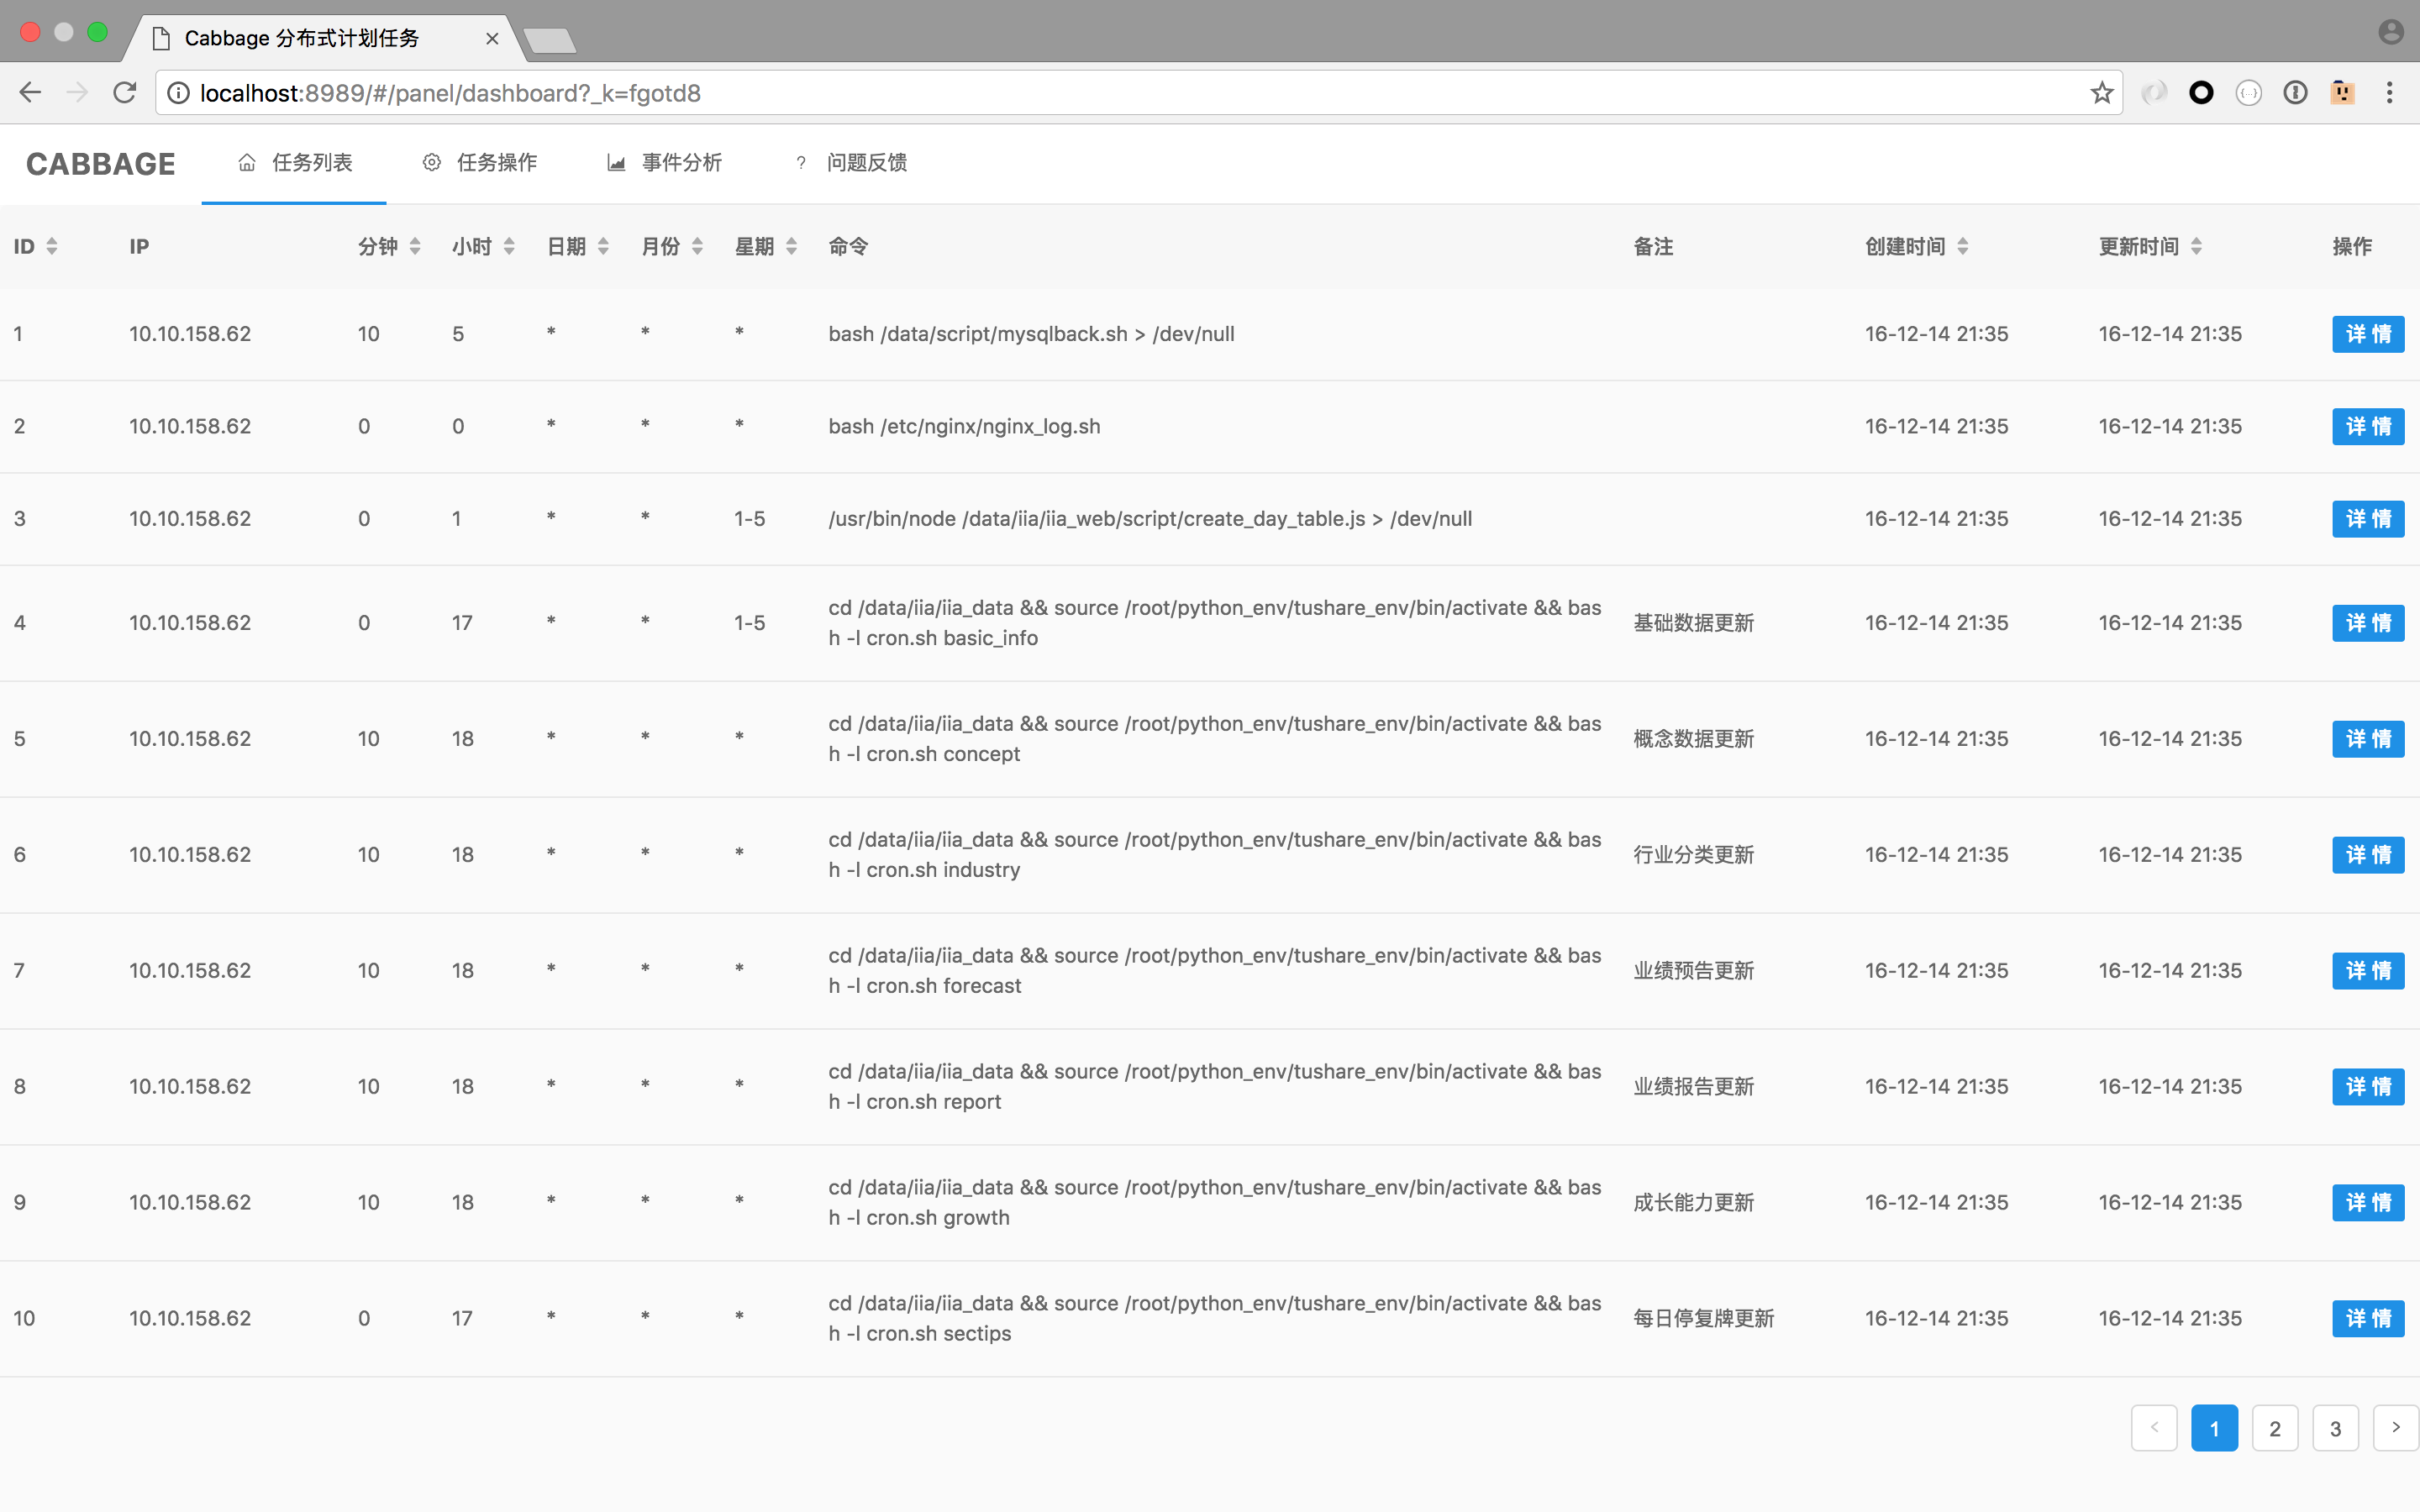 Cabbage 分布式计划任务
localhost:8989/#/panel/dashboard?_k=fgotd8
CABBAGE 任务列表 任务操作 事件分析 ? 问题反馈
ID IP 分钟 小时 日期 月份 星期 命令 备注 创建时间 更新时间 操作
1 10.10.158.62 10 5 * * * bash /data/script/mysqlback.sh > /dev/null 16-12-14 21:35 16-12-14 21:35 详 情
2 10.10.158.62 0 0 * * * bash /etc/nginx/nginx_log.sh 16-12-14 21:35 16-12-14 21:35 详 情
3 10.10.158.62 0 1 * * 1-5 /usr/bin/node /data/iia/iia_web/script/create_day_table.js > /dev/null 16-12-14 21:35 16-12-14 21:35 详 情
4 10.10.158.62 0 17 * * 1-5 cd /data/iia/iia_data && source /root/python_env/tushare_env/bin/activate && bas
h -l cron.sh basic_info 基础数据更新 16-12-14 21:35 16-12-14 21:35 详 情
5 10.10.158.62 10 18 * * * cd /data/iia/iia_data && source /root/python_env/tushare_env/bin/activate && bas
h -l cron.sh concept 概念数据更新 16-12-14 21:35 16-12-14 21:35 详 情
6 10.10.158.62 10 18 * * * cd /data/iia/iia_data && source /root/python_env/tushare_env/bin/activate && bas
h -l cron.sh industry 行业分类更新 16-12-14 21:35 16-12-14 21:35 详 情
7 10.10.158.62 10 18 * * * cd /data/iia/iia_data && source /root/python_env/tushare_env/bin/activate && bas
h -l cron.sh forecast 业绩预告更新 16-12-14 21:35 16-12-14 21:35 详 情
8 10.10.158.62 10 18 * * * cd /data/iia/iia_data && source /root/python_env/tushare_env/bin/activate && bas
h -l cron.sh report 业绩报告更新 16-12-14 21:35 16-12-14 21:35 详 情
9 10.10.158.62 10 18 * * * cd /data/iia/iia_data && source /root/python_env/tushare_env/bin/activate && bas
h -l cron.sh growth 成长能力更新 16-12-14 21:35 16-12-14 21:35 详 情
10 10.10.158.62 0 17 * * * cd /data/iia/iia_data && source /root/python_env/tushare_env/bin/activate && bas
h -l cron.sh sectips 每日停复牌更新 16-12-14 21:35 16-12-14 21:35 详 情
< 1 2 3 >